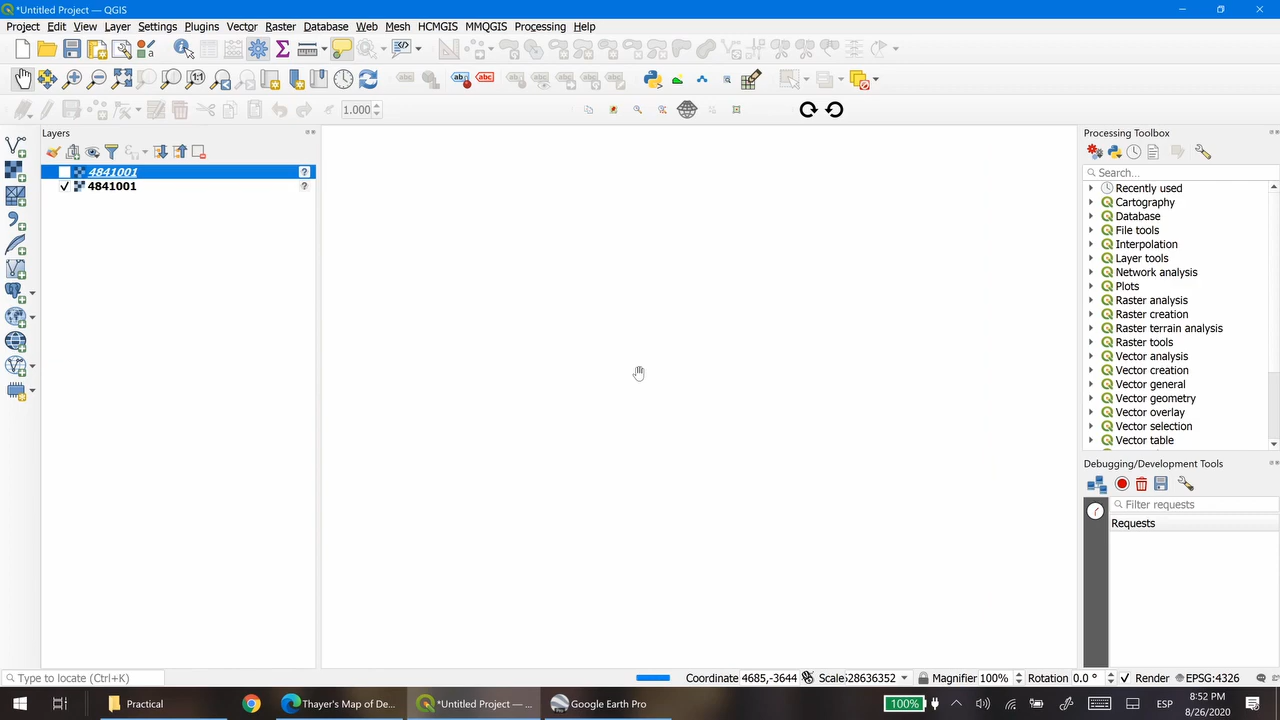 *Untitled Project — QGIS
Project Edit View Layer Settings Plugins Vector Raster Database Web Mesh HCMGIS MMQGIS Processing Help
abc abc
1.000
Layers
4841001
4841001
Processing Toolbox
Search...
Recently used
Cartography
Database
File tools
Interpolation
Layer tools
Network analysis
Plots
Raster analysis
Raster creation
Raster terrain analysis
Raster tools
Vector analysis
Vector creation
Vector general
Vector geometry
Vector overlay
Vector selection
Vector table
Debugging/Development Tools
Filter requests
Requests
Type to locate (Ctrl+K)
Coordinate 4685,-3644 Scale 28636352 Magnifier 100% Rotation 0.0 ° Render EPSG:4326
Practical
Thayer's Map of De...
*Untitled Project — ...
Google Earth Pro
100%
ESP
8:52 PM
8/26/2020